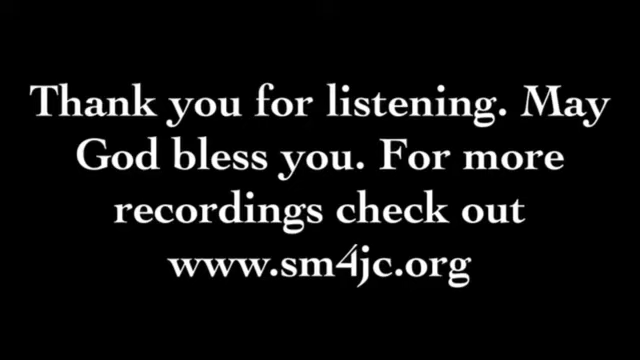 Thank you for listening. May
God bless you. For more
recordings check out
www.sm4jc.org